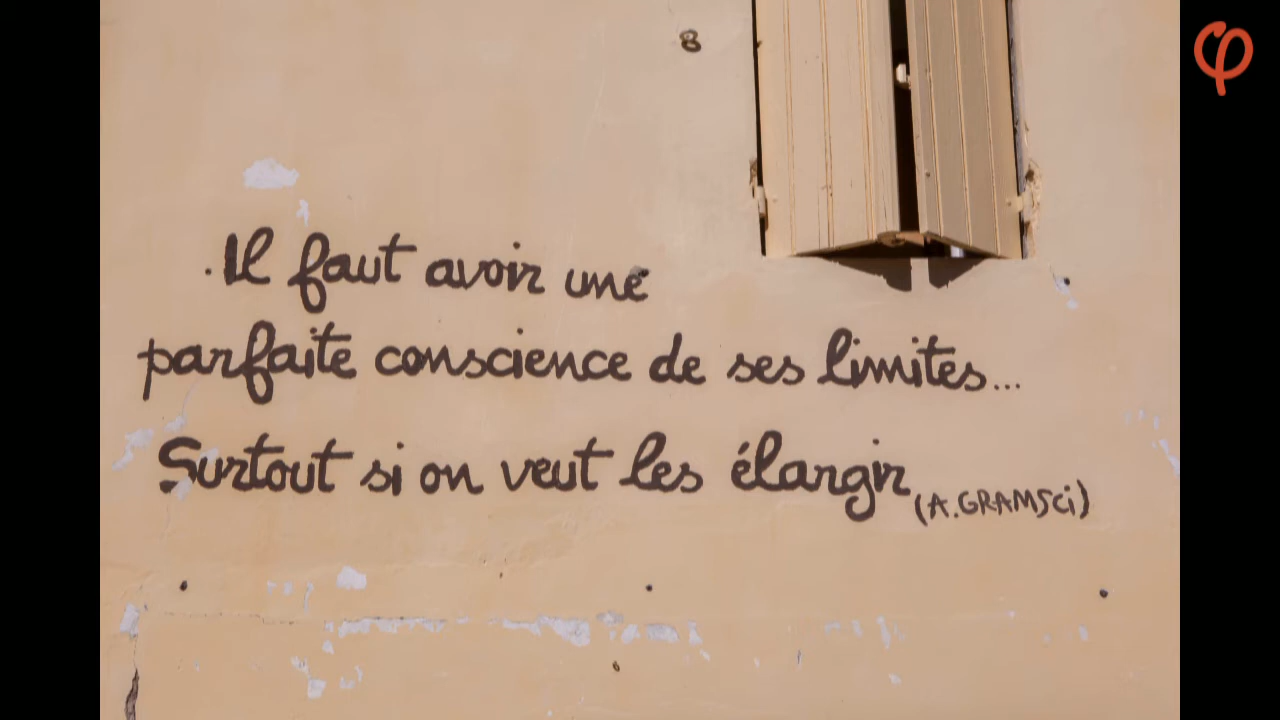 8
Il faut avoir une
parfaite conscience de ses limites...
Surtout si on veut les élargir
(A. GRAMSCi)
φ